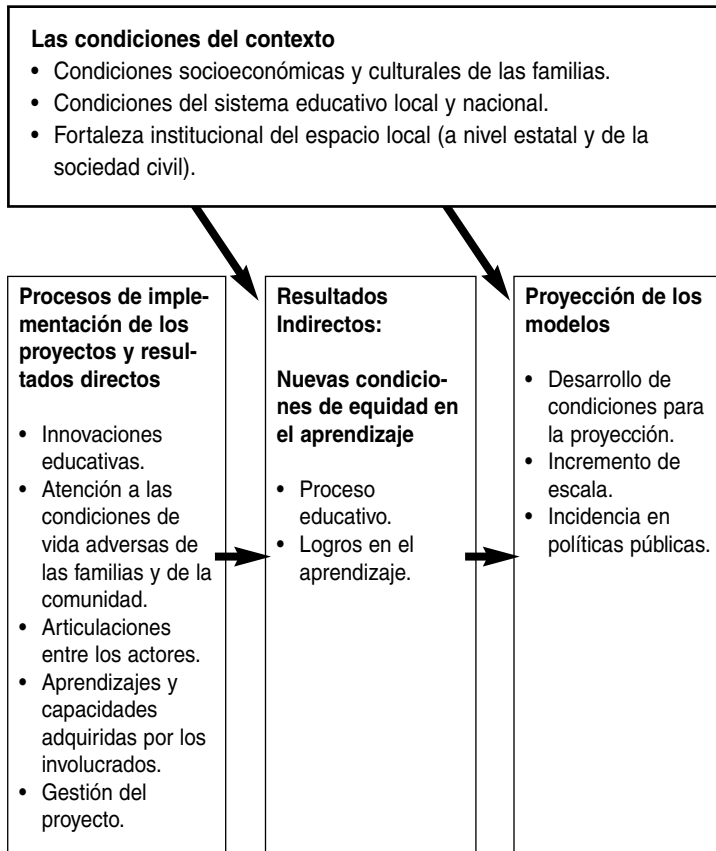 Las condiciones del contexto
• Condiciones socioeconómicas y culturales de las familias.
• Condiciones del sistema educativo local y nacional.
• Fortaleza institucional del espacio local (a nivel estatal y de la
sociedad civil).
Procesos de imple-
mentación de los
proyectos y resul-
tados directos
• Innovaciones
educativas.
• Atención a las
condiciones de
vida adversas de
las familias y de la
comunidad.
• Articulaciones
entre los actores.
• Aprendizajes y
capacidades
adquiridas por los
involucrados.
• Gestión del
proyecto.
Resultados
Indirectos:
Nuevas condicio-
nes de equidad en
el aprendizaje
• Proceso
educativo.
• Logros en el
aprendizaje.
Proyección de los
modelos
• Desarrollo de
condiciones para
la proyección.
• Incremento de
escala.
• Incidencia en
políticas públicas.